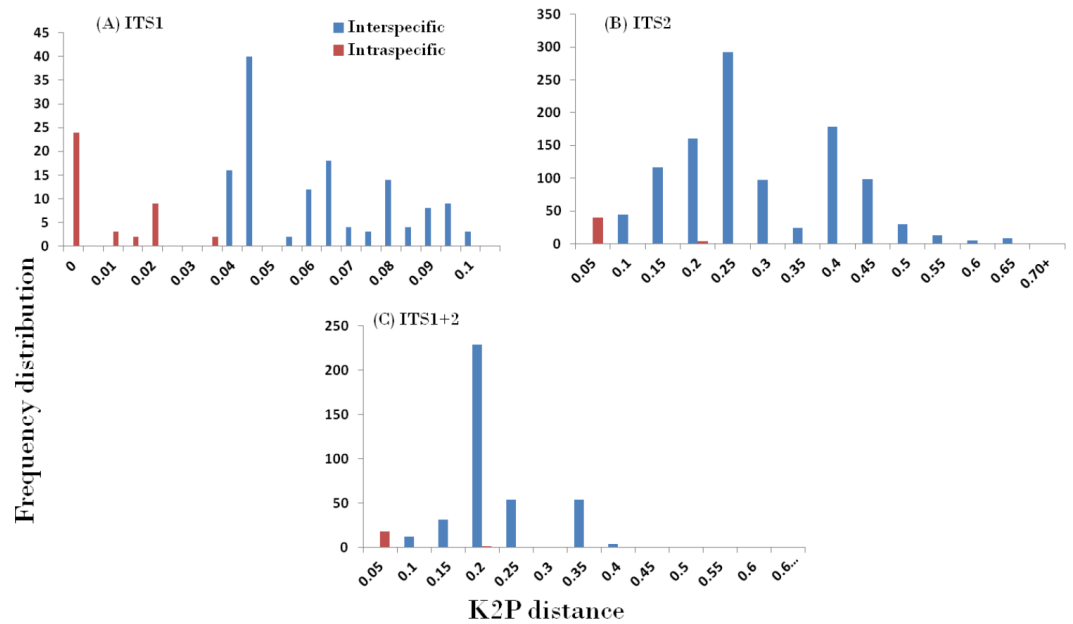 (A) ITS1
Interspecific
Intraspecific
45
40
35
30
25
20
15
10
5
0
0 0.01 0.02 0.03 0.04 0.05 0.06 0.07 0.08 0.09 0.1
(B) ITS2
350
300
250
200
150
100
50
0
0.05 0.1 0.15 0.2 0.25 0.3 0.35 0.4 0.45 0.5 0.55 0.6 0.65 0.70+
(C) ITS1+2
250
200
150
100
50
0
0.05 0.1 0.15 0.2 0.25 0.3 0.35 0.4 0.45 0.5 0.55 0.6 0.6...
Frequency distribution
K2P distance